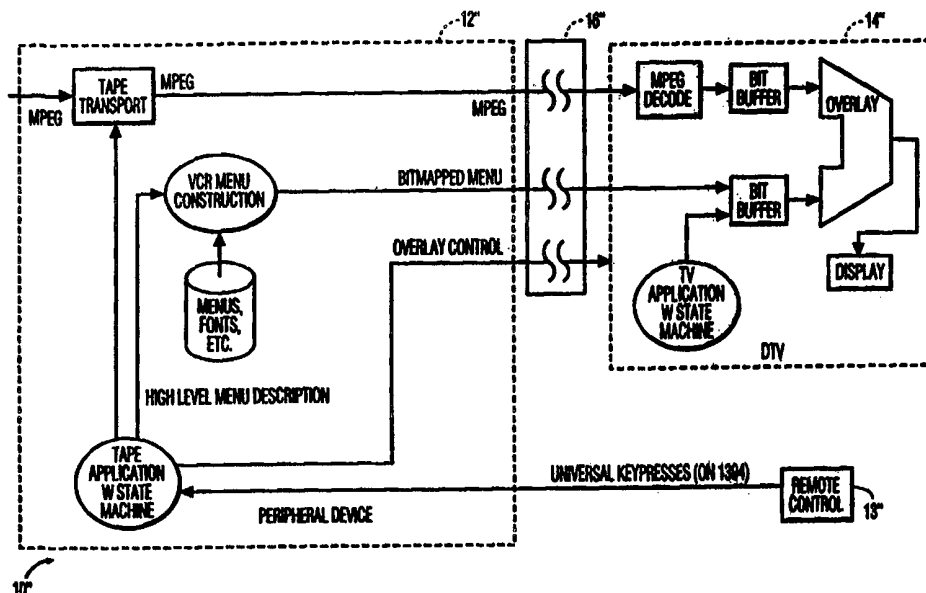 12"
16"
14"
TAPE
TRANSPORT
MPEG
MPEG
MPEG
MPEG
DECODE
BIT
BUFFER
OVERLAY
VCR MENU
CONSTRUCTION
BITMAPPED MENU
BIT
BUFFER
OVERLAY CONTROL
MENUS,
FONTS,
ETC.
TV
APPLICATION
W STATE
MACHINE
DISPLAY
DTV
HIGH LEVEL MENU DESCRIPTION
TAPE
APPLICATION
W STATE
MACHINE
UNIVERSAL KEYPRESSES (ON 1394)
REMOTE
CONTROL
13"
PERIPHERAL DEVICE
10"